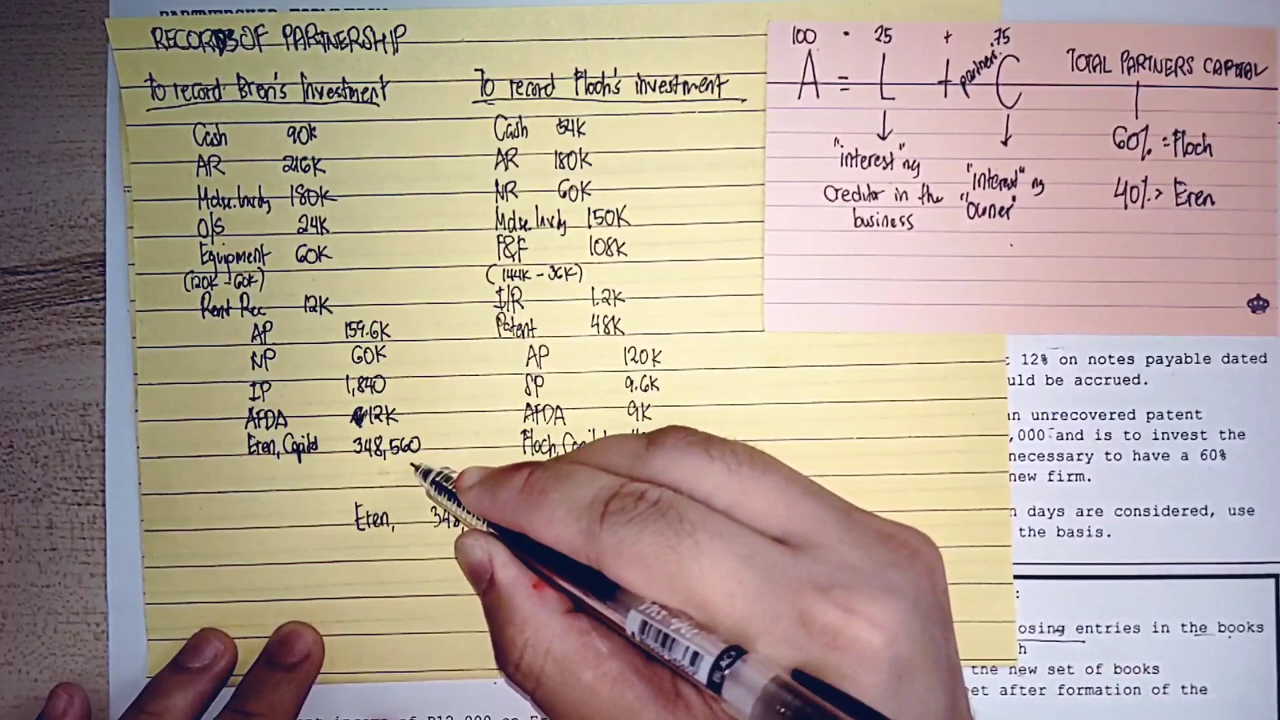 RECORDS OF PARTNERSHIP
To record Eren's Investment
Cash 90K
AR 216K
Mdse. Invty 180K
O/S 24K
Equipment 60K
(120K - 60K)
Rent Rec 12K
AP 159.6K
NP 60K
IP 1,840
AFDA 12K
Eren, Capital 348,560
Eren,
To record Floch's investment
Cash 54K
AR 180K
NR 60K
Mdse Invty 150K
F&F 108K
(144K - 36K)
I/R 1.2K
Patent 48K
AP 120K
SP 9.6K
AFDA 9K
Floch,
100 = 25 + .75
A = L + partners' C
"interest" ng
creditor in the
business
"interest" ng
"owner"
TOTAL PARTNERS CAPITAL
60% = Floch
40% > Eren
: 12% on notes payable dated
uld be accrued.
n unrecovered patent
,000 and is to invest the
necessary to have a 60%
new firm.
n days are considered, use
the basis.
:
osing entries in the books
h
the new set of books
et after formation of the